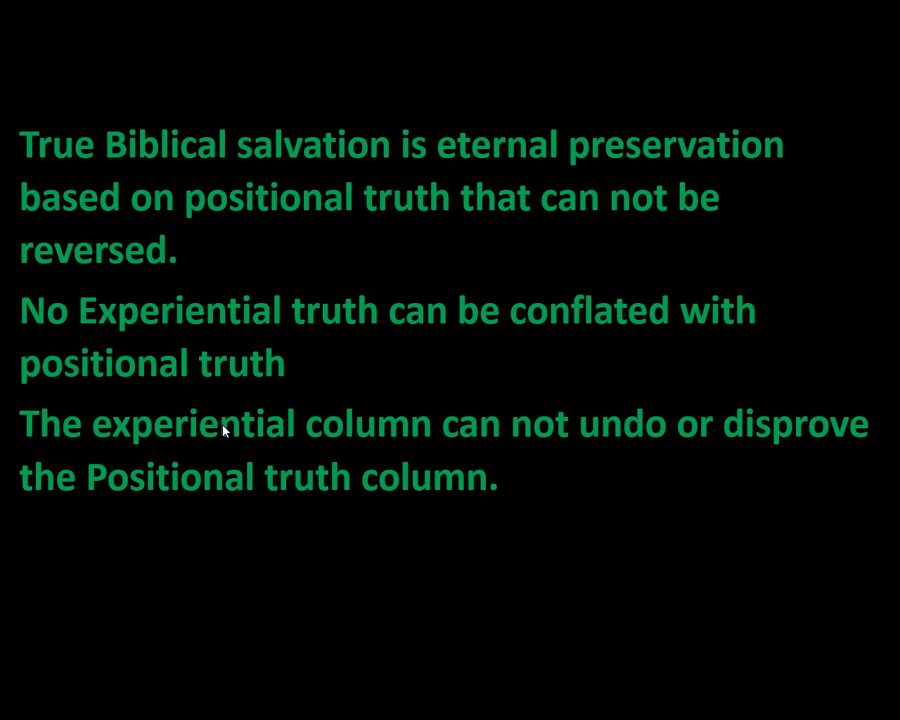 True Biblical salvation is eternal preservation
based on positional truth that can not be
reversed.
No Experiential truth can be conflated with
positional truth
The experiential column can not undo or disprove
the Positional truth column.